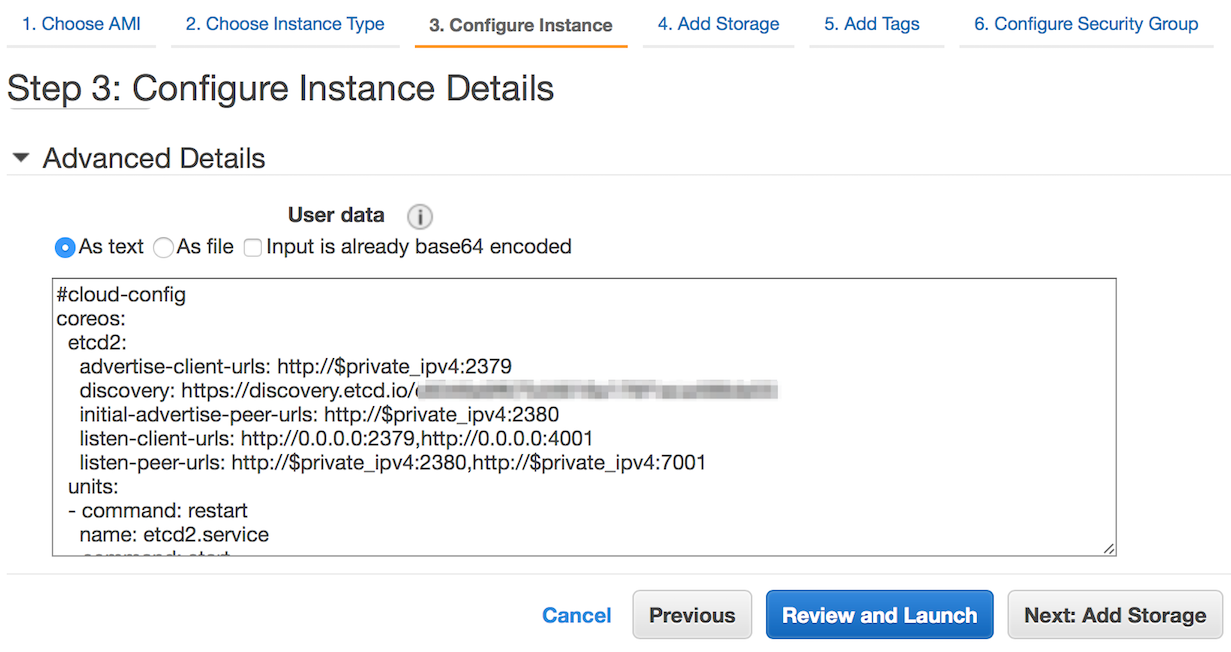 1. Choose AMI 2. Choose Instance Type 3. Configure Instance 4. Add Storage 5. Add Tags 6. Configure Security Group
Step 3: Configure Instance Details
Advanced Details
User data i
As text As file Input is already base64 encoded
#cloud-config
coreos:
etcd2:
advertise-client-urls: http://$private_ipv4:2379
discovery: https://discovery.etcd.io/
initial-advertise-peer-urls: http://$private_ipv4:2380
listen-client-urls: http://0.0.0.0:2379,http://0.0.0.0:4001
listen-peer-urls: http://$private_ipv4:2380,http://$private_ipv4:7001
units:
- command: restart
name: etcd2.service
Cancel Previous Review and Launch Next: Add Storage